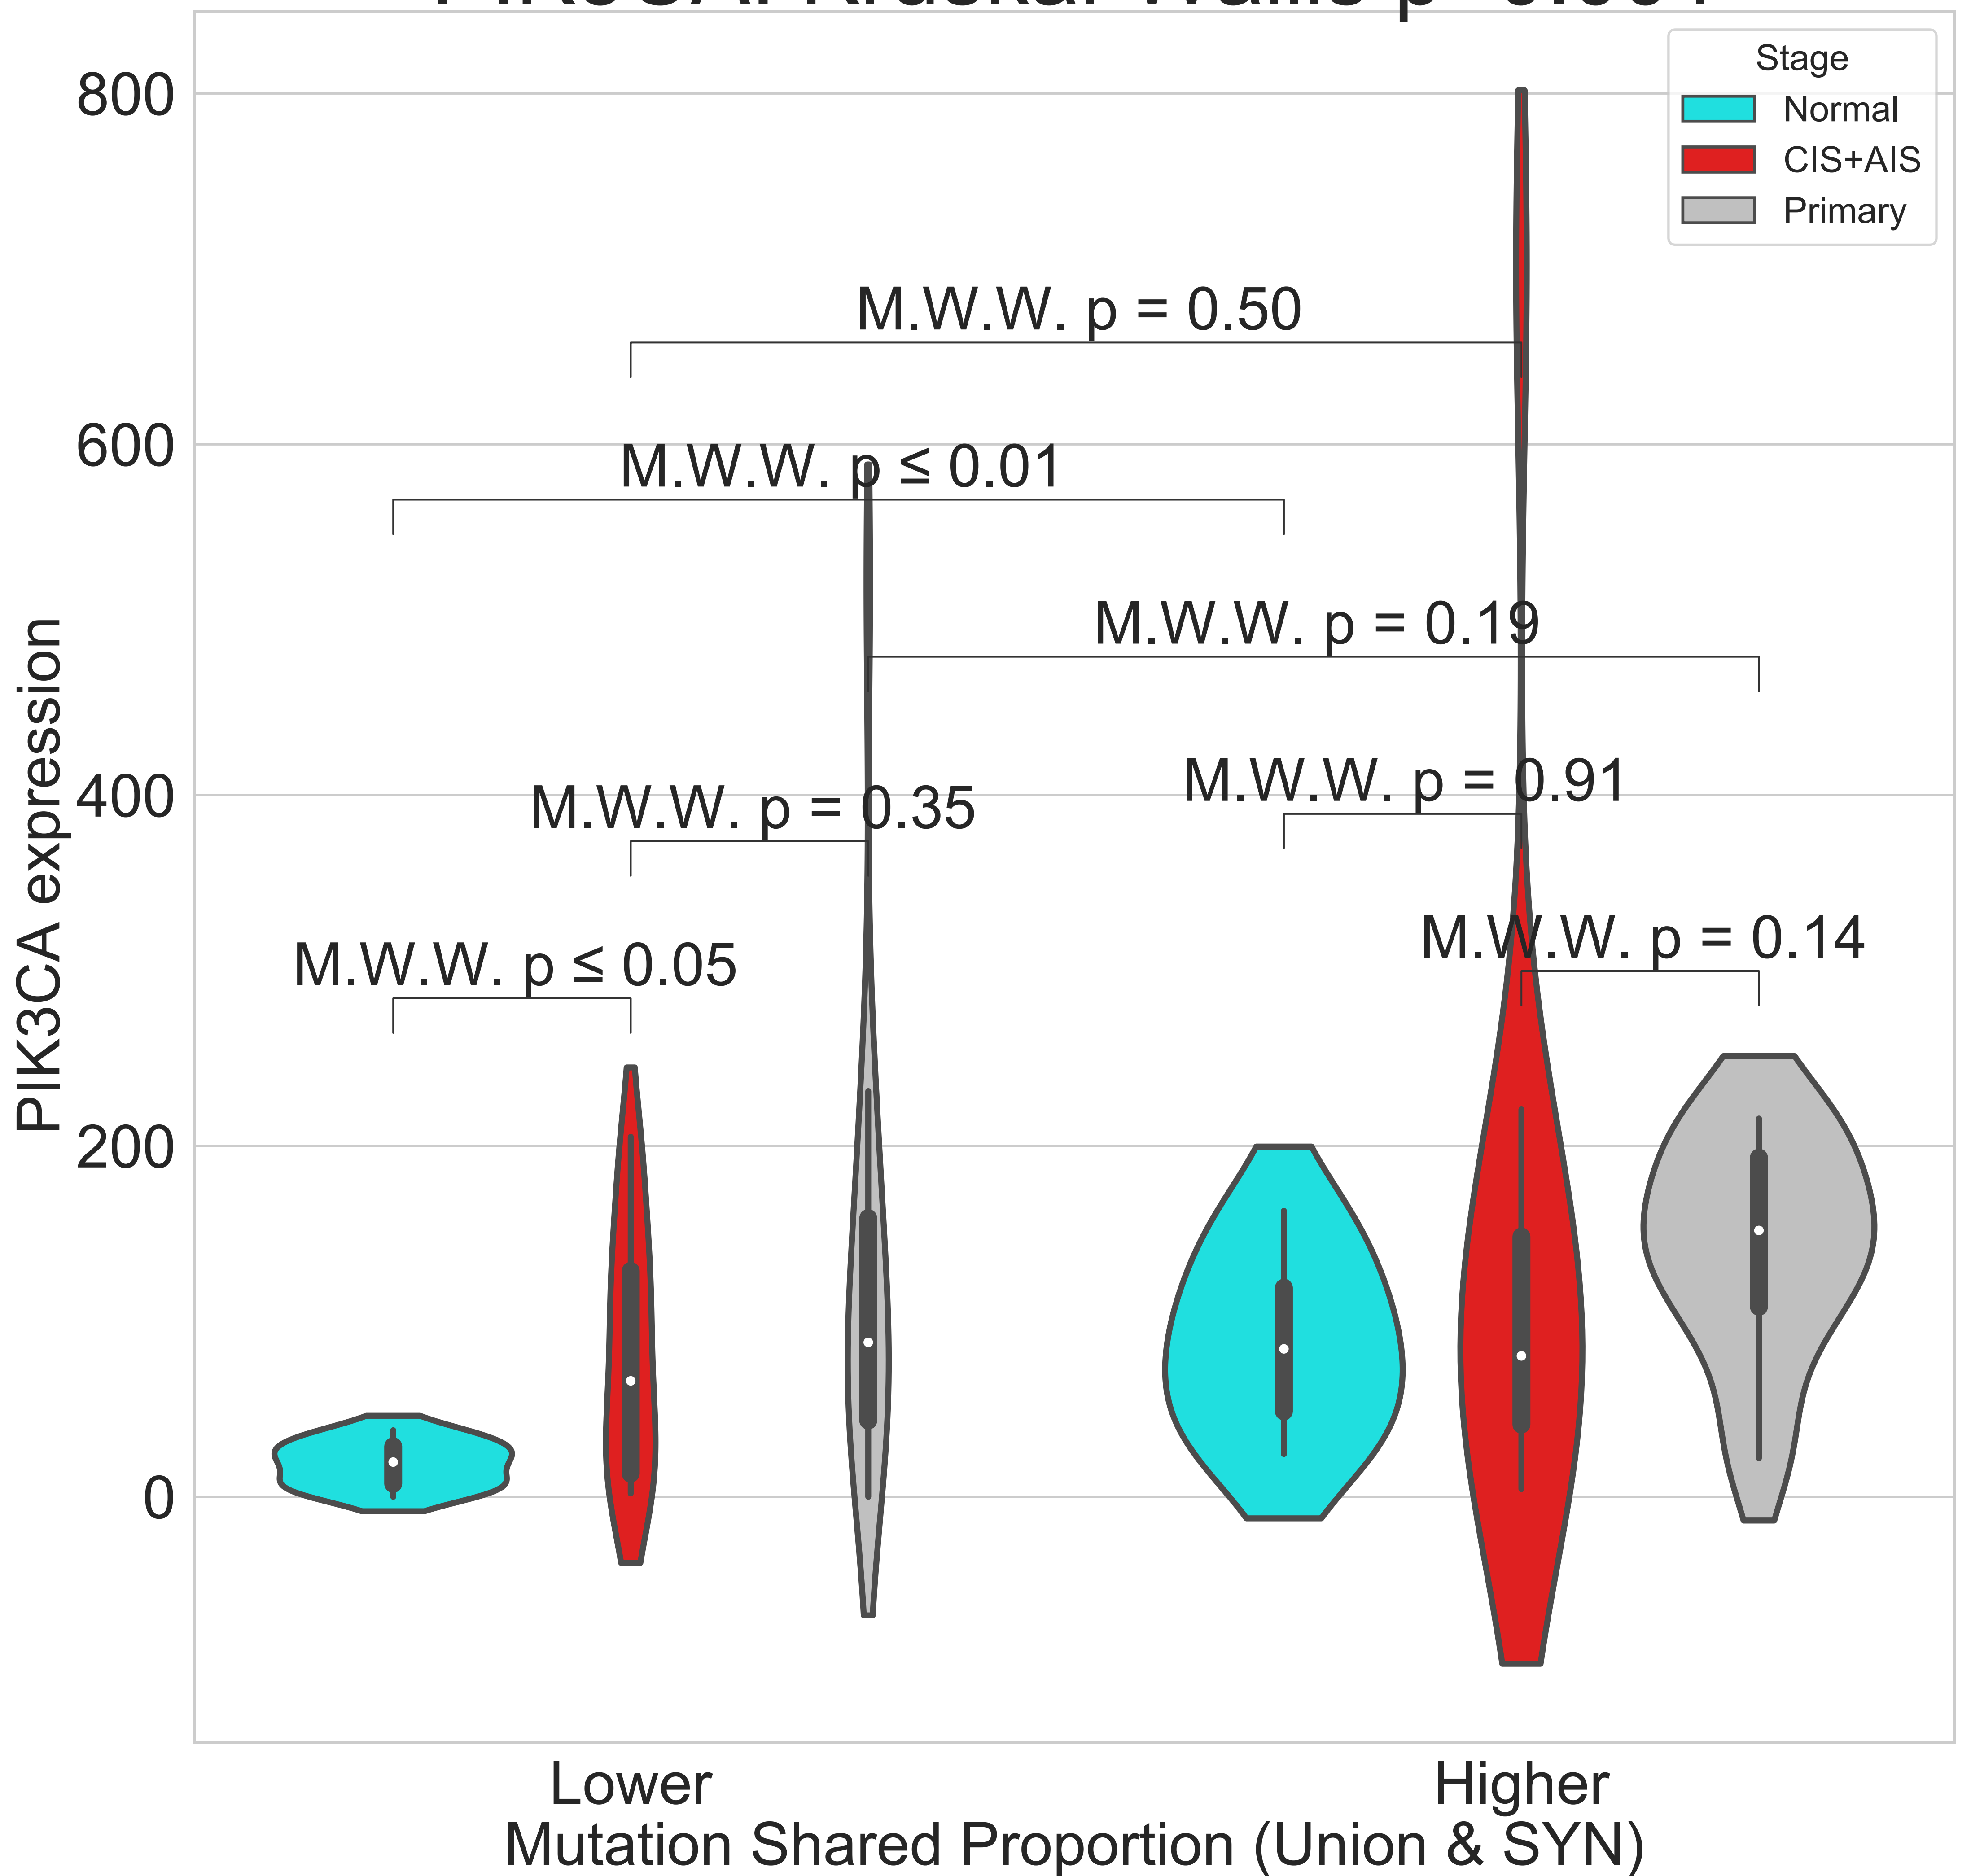 800
600
400
200
0
PIK3CA expression
Stage
Normal
CIS+AIS
Primary
M.W.W. p = 0.50
M.W.W. p ≤ 0.01
M.W.W. p = 0.19
M.W.W. p = 0.91
M.W.W. p = 0.35
M.W.W. p = 0.14
M.W.W. p ≤ 0.05
Lower
Higher
Mutation Shared Proportion (Union & SYN)